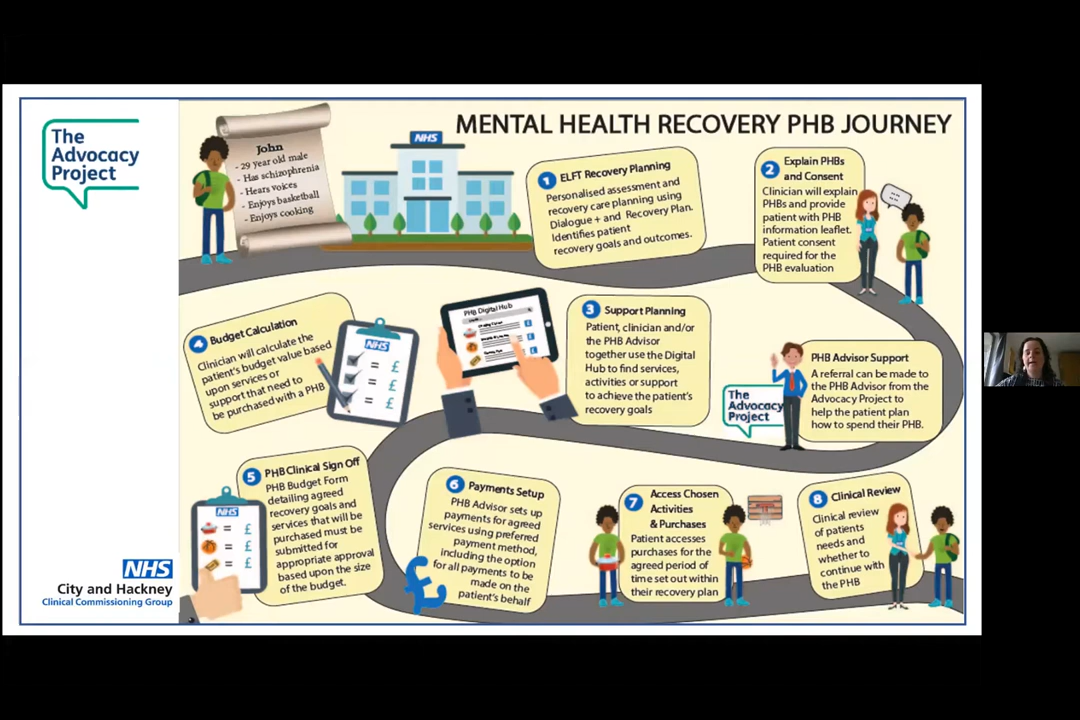 The
Advocacy
Project
John
- 29 year old male
- Has schizophrenia
- Hears voices
- Enjoys basketball
- Enjoys cooking
NHS
MENTAL HEALTH RECOVERY PHB JOURNEY
1 ELFT Recovery Planning
Personalised assessment and
recovery care planning using
Dialogue + and Recovery Plan.
Identifies patient
recovery goals and outcomes.
2 Explain PHBs
and Consent
Clinician will explain
PHBs and provide
patient with PHB
information leaflet.
Patient consent
required for the
PHB evaluation
PHB Advisor Support
A referral can be made to
the PHB Advisor from the
Advocacy Project to
help the patient plan
how to spend their PHB.
The
Advocacy
Project
3 Support Planning
Patient, clinician and/or
the PHB Advisor
together use the Digital
Hub to find services,
activities or support
to achieve the patient's
recovery goals
PHB Digital Hub
4 Budget Calculation
Clinician will calculate the
patient's budget value based
upon services or
support that need to
be purchased with a PHB
NHS
= £
= £
= £
5 PHB Clinical Sign Off
PHB Budget Form
detailing agreed
recovery goals and
services that will be
purchased must be
submitted for
appropriate approval
based upon the size
of the budget.
NHS
= £
= £
= £
6 Payments Setup
PHB Advisor sets up
payments for agreed
services using preferred
payment method,
including the option
for all payments to be
made on the
patient's behalf
£
7 Access Chosen
Activities
& Purchases
Patient accesses
purchases for the
agreed period of
time set out within
their recovery plan
8 Clinical Review
Clinical review
of patients
needs and
whether to
continue with
the PHB
NHS
City and Hackney
Clinical Commissioning Group